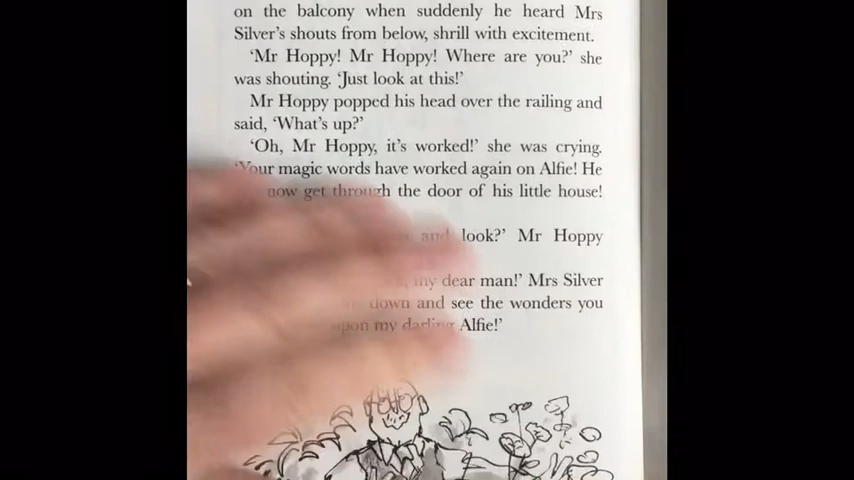 on the balcony when suddenly he heard Mrs
Silver's shouts from below, shrill with excitement.
'Mr Hoppy! Mr Hoppy! Where are you?' she
was shouting. 'Just look at this!'
Mr Hoppy popped his head over the railing and
said, 'What's up?'
'Oh, Mr Hoppy, it's worked!' she was crying.
'Your magic words have worked again on Alfie! He
now get through the door of his little house!
and look?' Mr Hoppy
my dear man!' Mrs Silver
down and see the wonders you
upon my darling Alfie!'